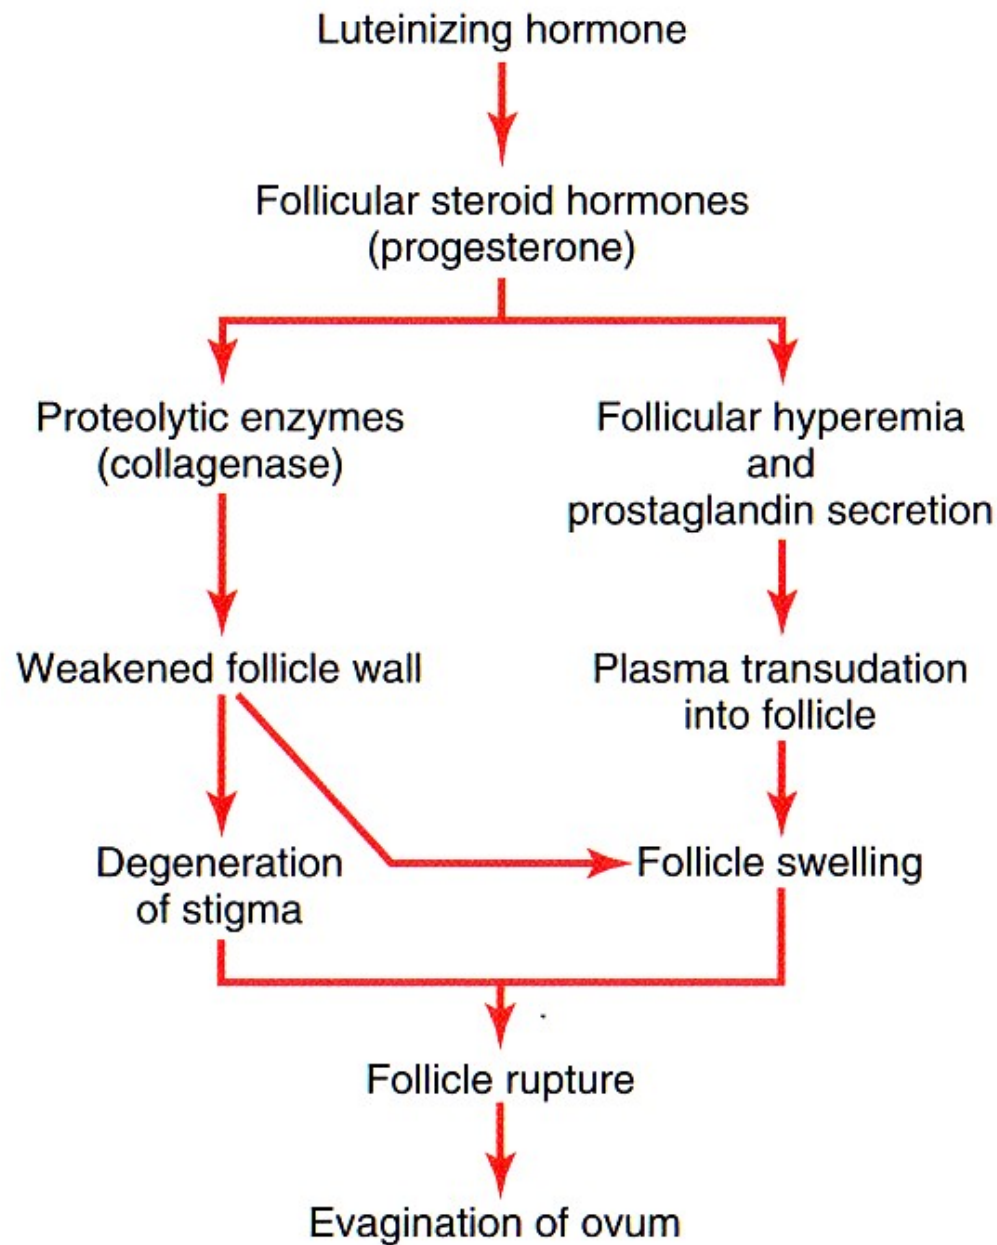 Luteinizing hormone
Follicular steroid hormones
(progesterone)
Proteolytic enzymes
(collagenase)
Follicular hyperemia
and
prostaglandin secretion
Weakened follicle wall
Plasma transudation
into follicle
Degeneration
of stigma
Follicle swelling
Follicle rupture
Evagination of ovum